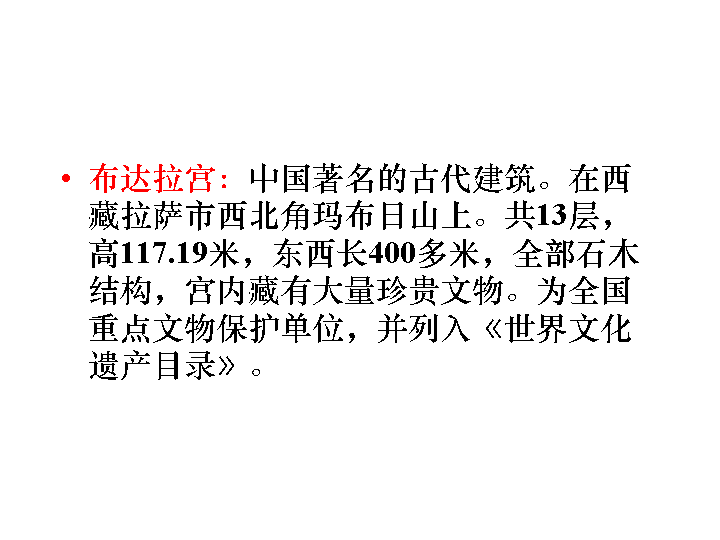 • 布达拉宫：中国著名的古代建筑。在西
藏拉萨市西北角玛布日山上。共13层，
高117.19米，东西长400多米，全部石木
结构，宫内藏有大量珍贵文物。为全国
重点文物保护单位，并列入《世界文化
遗产目录》。